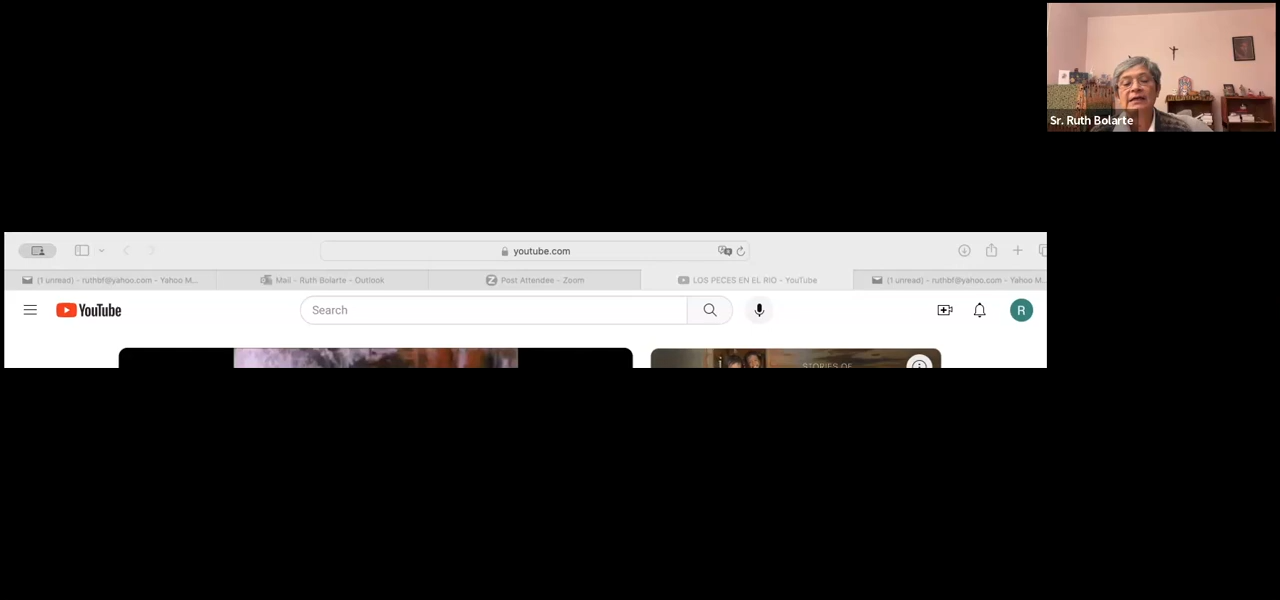 Sr. Ruth Bolarte
youtube.com
(1 unread) - ruthbf@yahoo.com - Yahoo M...
Mail - Ruth Bolarte - Outlook
Post Attendee - Zoom
LOS PECES EN EL RIO - YouTube
(1 unread) - ruthbf@yahoo.com - Yahoo M...
YouTube
Search
R
STORIES OF